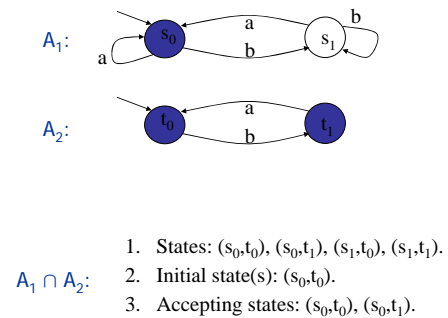 A₁:
s₀
s₁
a
b
a
b
A₂:
t₀
t₁
a
b
A₁ ∩ A₂:
1. States: (s₀,t₀), (s₀,t₁), (s₁,t₀), (s₁,t₁).
2. Initial state(s): (s₀,t₀).
3. Accepting states: (s₀,t₀), (s₀,t₁).